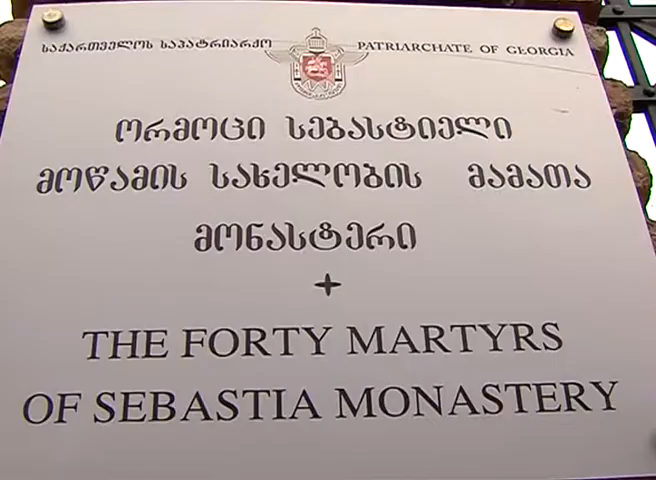 საქართველოს საპატრიარქო PATRIARCHATE OF GEORGIA
ორმოცი სებასტიელი
მოწამის სახელობის მამათა
მონასტერი
+
THE FORTY MARTYRS
OF SEBASTIA MONASTERY